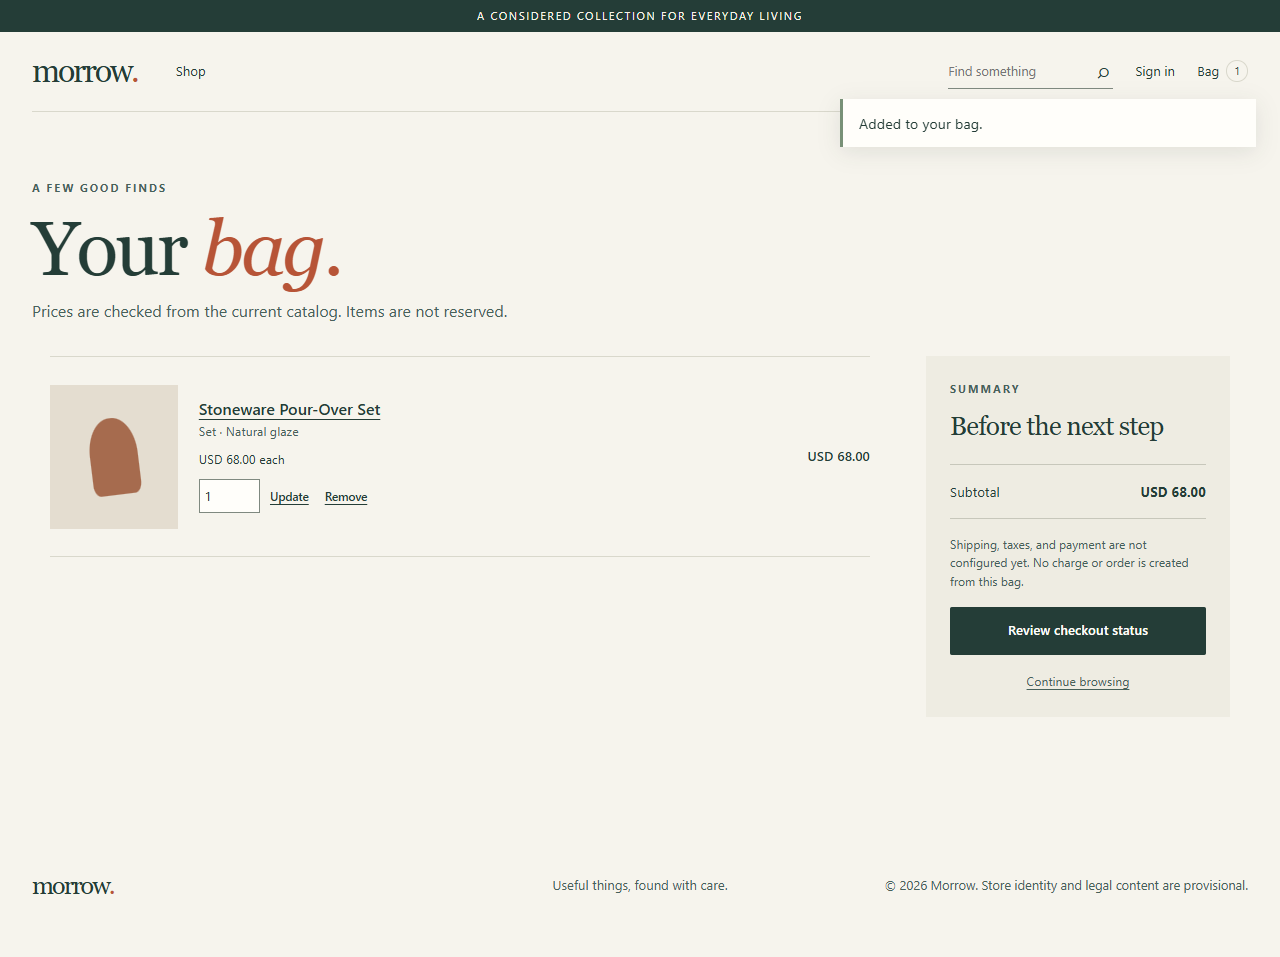 A CONSIDERED COLLECTION FOR EVERYDAY LIVING
morrow.
Shop
Find something
Sign in
Bag 1
Added to your bag.
A FEW GOOD FINDS
Your bag.
Prices are checked from the current catalog. Items are not reserved.
Stoneware Pour-Over Set
Set · Natural glaze
USD 68.00 each
USD 68.00
1
Update
Remove
SUMMARY
Before the next step
Subtotal USD 68.00
Shipping, taxes, and payment are not
configured yet. No charge or order is created
from this bag.
Review checkout status
Continue browsing
morrow.
Useful things, found with care.
© 2026 Morrow. Store identity and legal content are provisional.